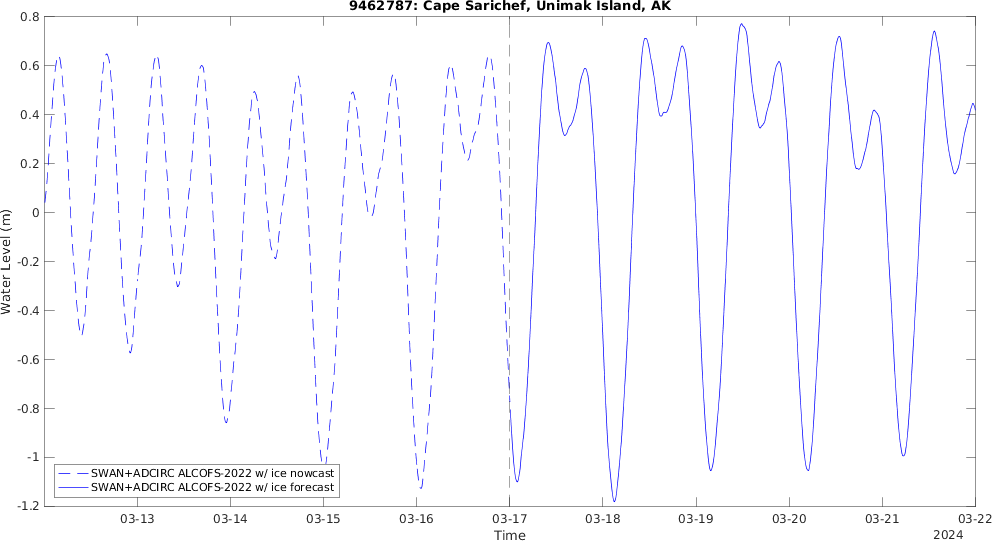 9462787: Cape Sarichef, Unimak Island, AK
0.8
0.6
0.4
0.2
0
-0.2
-0.4
-0.6
-0.8
-1
-1.2
Water Level (m)
SWAN+ADCIRC ALCOFS-2022 w/ ice nowcast
SWAN+ADCIRC ALCOFS-2022 w/ ice forecast
03-13 03-14 03-15 03-16 03-17 03-18 03-19 03-20 03-21 03-22
Time
2024